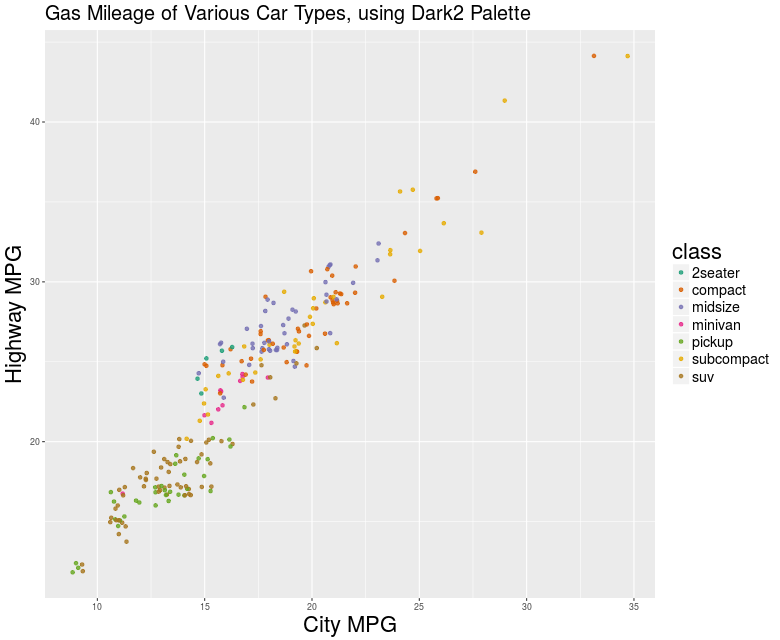 Gas Mileage of Various Car Types, using Dark2 Palette
Highway MPG
40
30
20
10
15
20
25
30
35
City MPG
class
2seater
compact
midsize
minivan
pickup
subcompact
suv